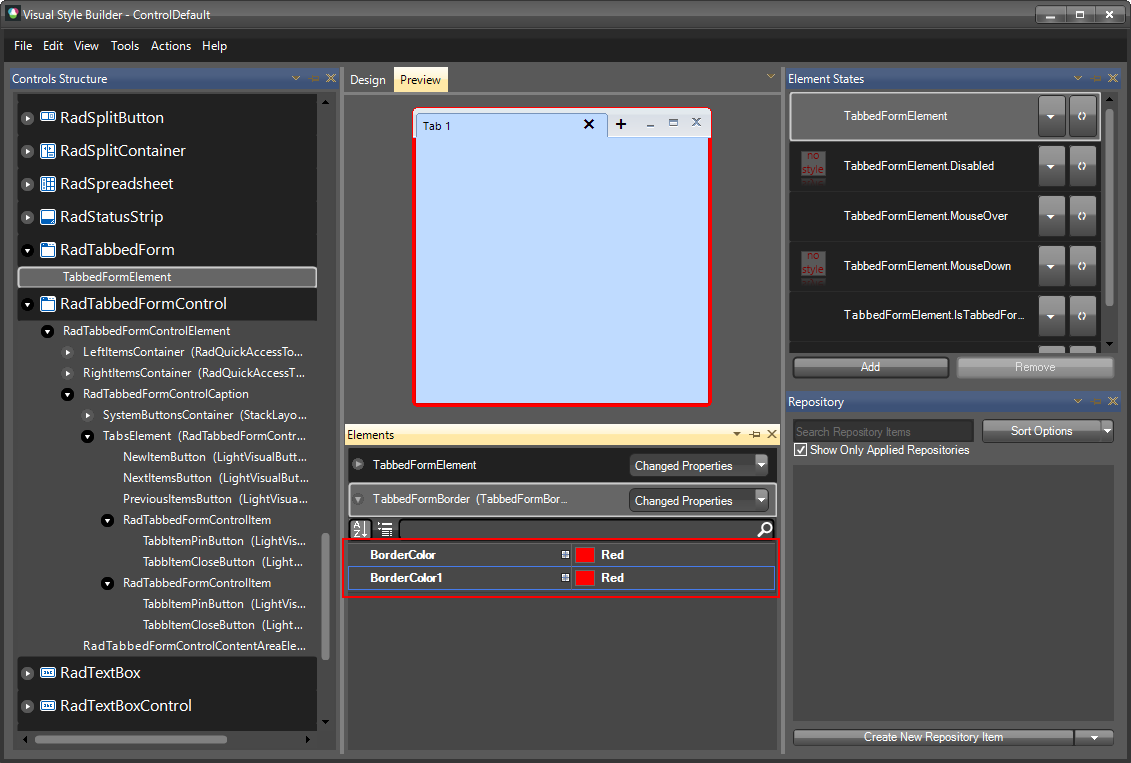 Visual Style Builder - ControlDefault
File Edit View Tools Actions Help
Controls Structure
RadSplitButton
RadSplitContainer
RadSpreadsheet
RadStatusStrip
RadTabbedForm
TabbedFormElement
RadTabbedFormControl
RadTabbedFormControlElement
LeftItemsContainer (RadQuickAccessTo...
RightItemsContainer (RadQuickAccessT...
RadTabbedFormControlCaption
SystemButtonsContainer (StackLayo...
TabsElement (RadTabbedFormContr...
NewItemButton (LightVisualButt...
NextItemsButton (LightVisualBut...
PreviousItemsButton (LightVisua...
RadTabbedFormControlItem
TabbItemPinButton (LightVis...
TabbItemCloseButton (Light...
RadTabbedFormControlItem
TabbItemPinButton (LightVis...
TabbItemCloseButton (Light...
RadTabbedFormControlContentAreaEle...
RadTextBox
RadTextBoxControl
Design Preview
Tab 1
Elements
TabbedFormElement Changed Properties
TabbedFormBorder (TabbedFormBor... Changed Properties
A
Z
BorderColor Red
BorderColor1 Red
Element States
TabbedFormElement
no
style
TabbedFormElement.Disabled
TabbedFormElement.MouseOver
no
style
TabbedFormElement.MouseDown
TabbedFormElement.IsTabbedFor...
Add Remove
Repository
Search Repository Items Sort Options
Show Only Applied Repositories
Create New Repository Item